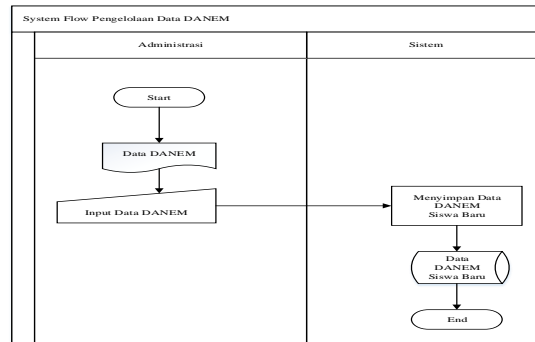 System Flow Pengelolaan Data DANEM
Administrasi
Sistem
Start
Data DANEM
Input Data DANEM
Menyimpan Data
DANEM
Siswa Baru
Data
DANEM
Siswa Baru
End